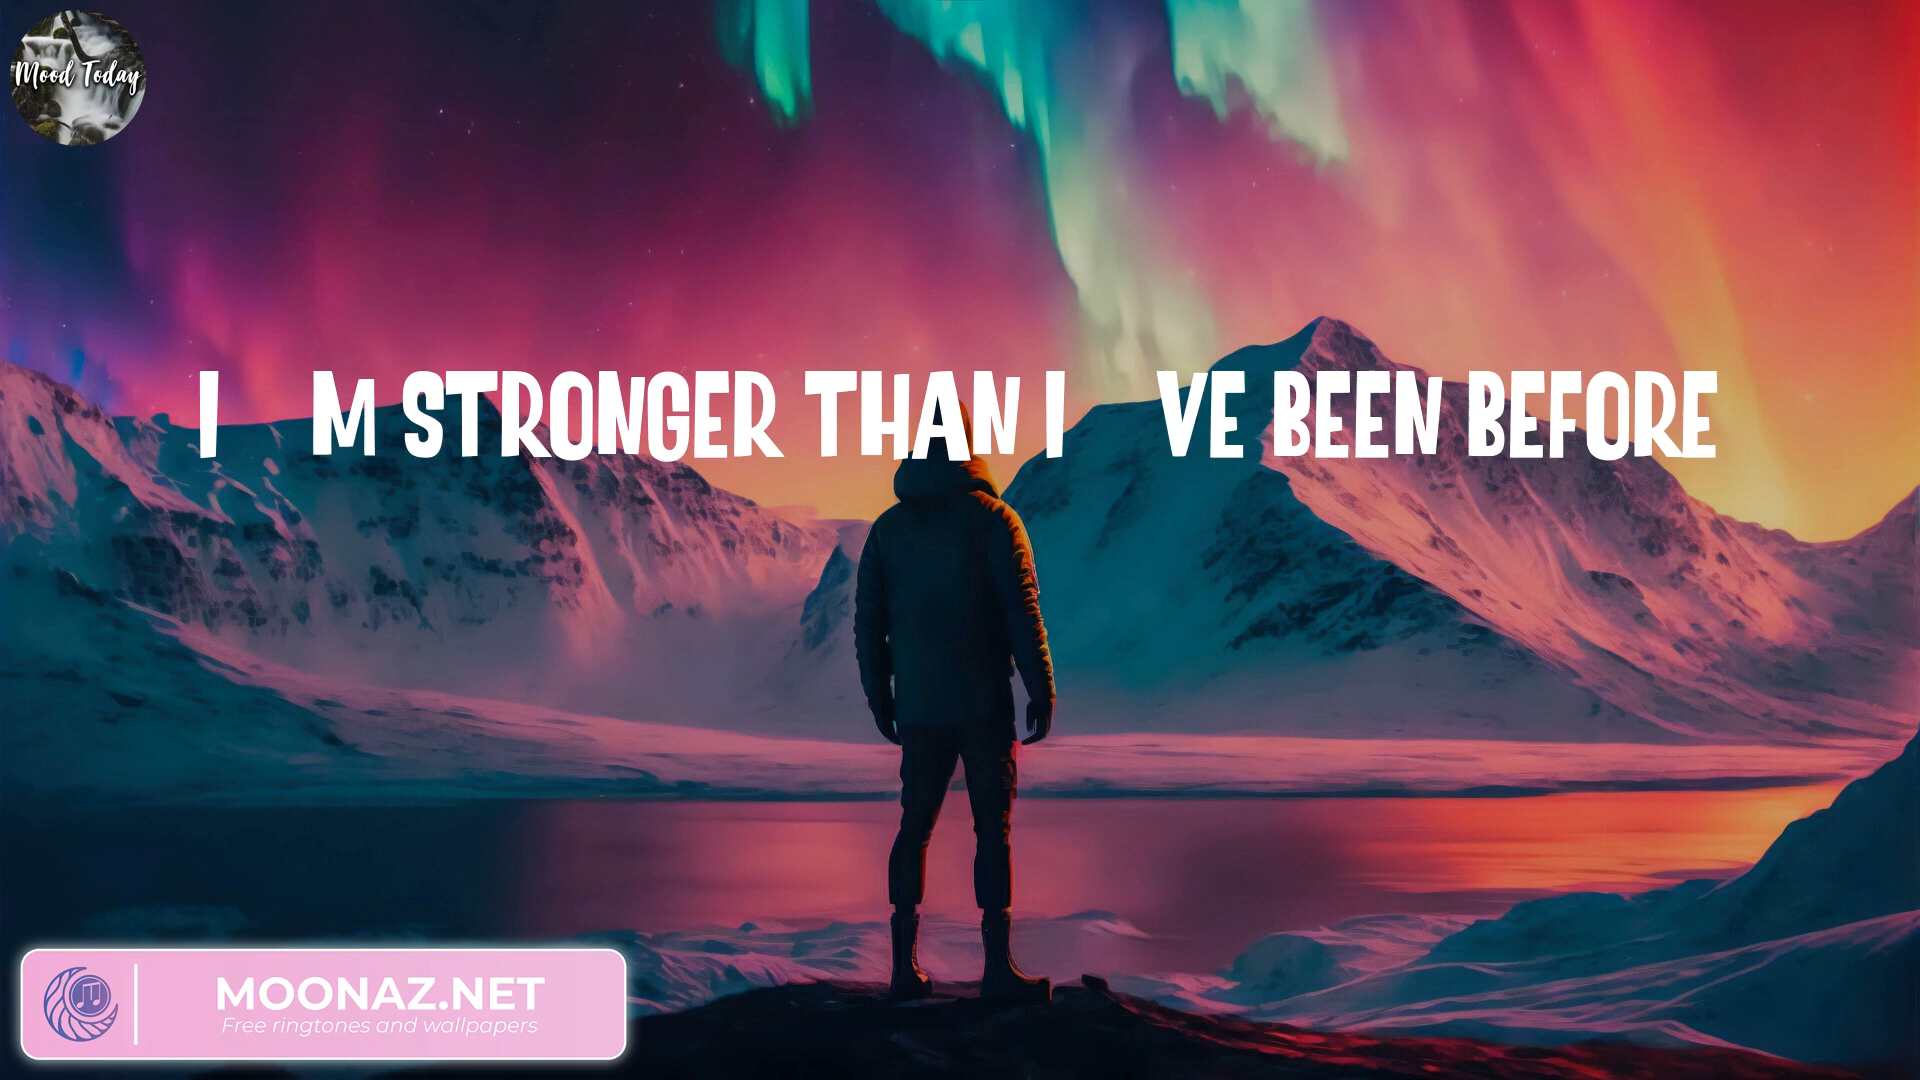 Mood Today
I M STRONGER THAN I VE BEEN BEFORE
MOONAZ.NET
Free ringtones and wallpapers